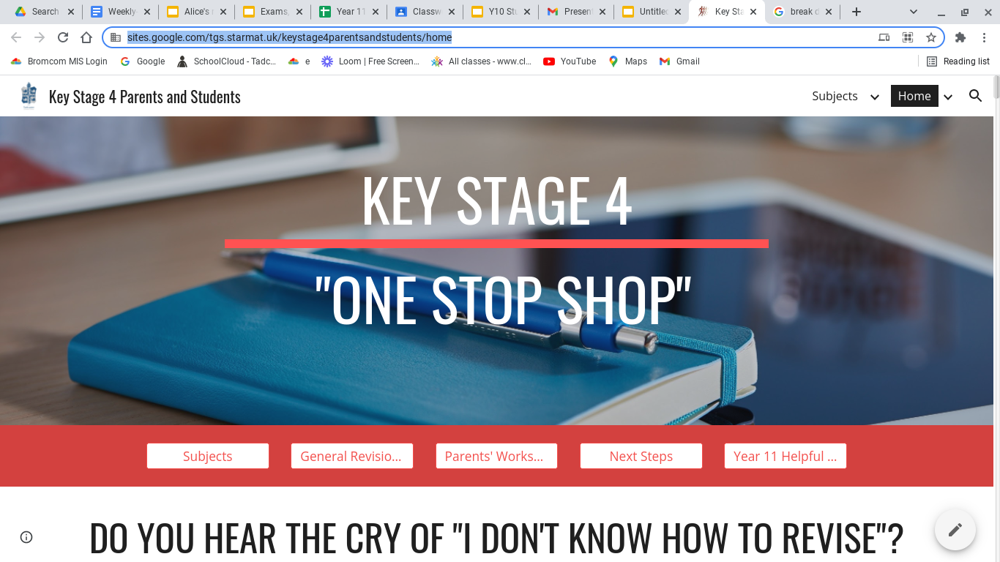 Search
Weekly
Alice's
Exams,
Year 11
Classw
Y10 Stu
Present
Untitled
Key Sta
break d
sites.google.com/tgs.starmat.uk/keystage4parentsandstudents/home
Bromcom MIS Login
Google
SchoolCloud - Tadc...
e
Loom | Free Screen...
All classes - www.cl...
YouTube
Maps
Gmail
Reading list
Key Stage 4 Parents and Students
Subjects
Home
KEY STAGE 4
"ONE STOP SHOP"
Subjects
General Revisio...
Parents' Works...
Next Steps
Year 11 Helpful ...
DO YOU HEAR THE CRY OF "I DON'T KNOW HOW TO REVISE"?